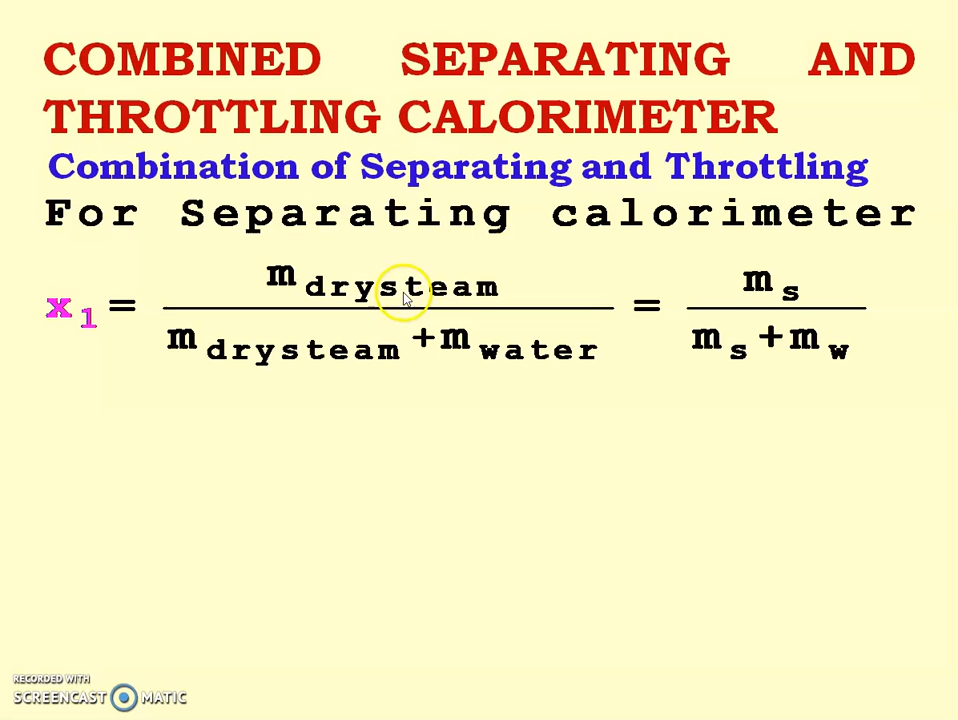 COMBINED SEPARATING AND
THROTTLING CALORIMETER
Combination of Separating and Throttling
For Separating calorimeter
x₁ = m drysteam / (m drysteam + m water) = m s / (m s + m w)
RECORDED WITH
SCREENCAST MATIC